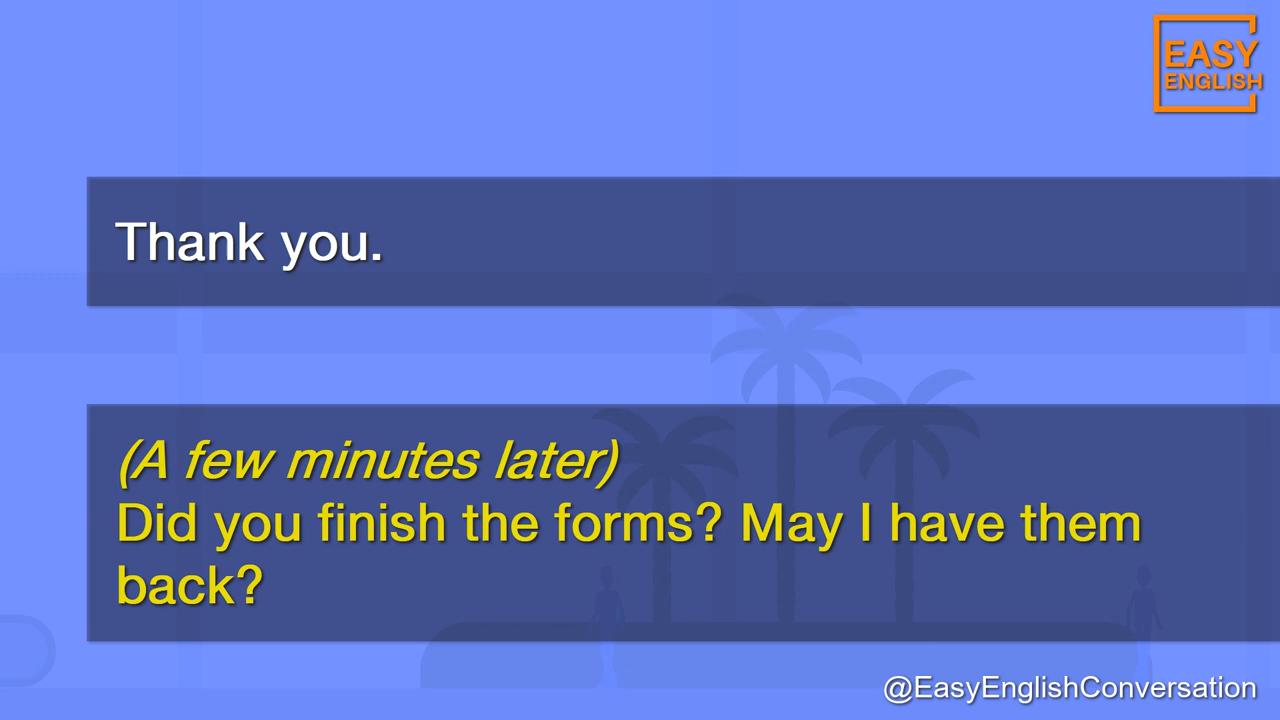 EASY
ENGLISH
Thank you.
(A few minutes later)
Did you finish the forms? May I have them
back?
@EasyEnglishConversation